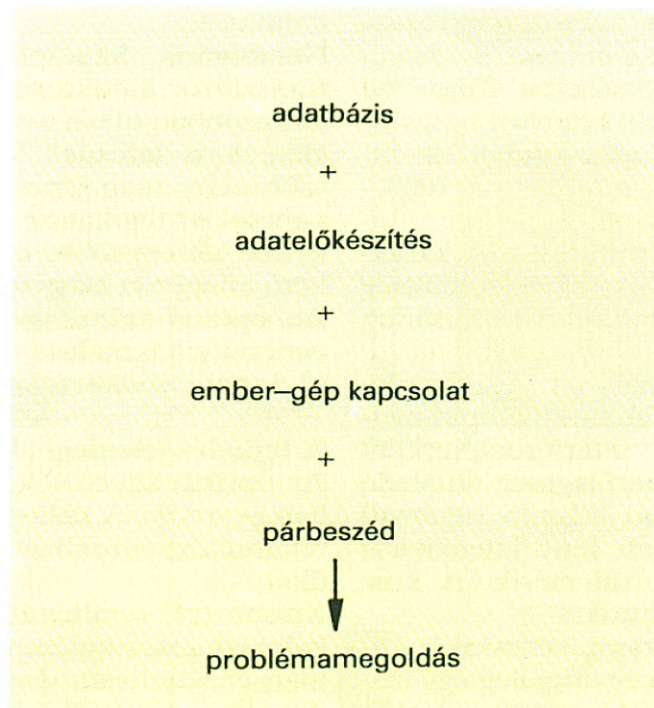 adatbázis
+
adatelőkészítés
+
ember–gép kapcsolat
+
párbeszéd
problémamegoldás